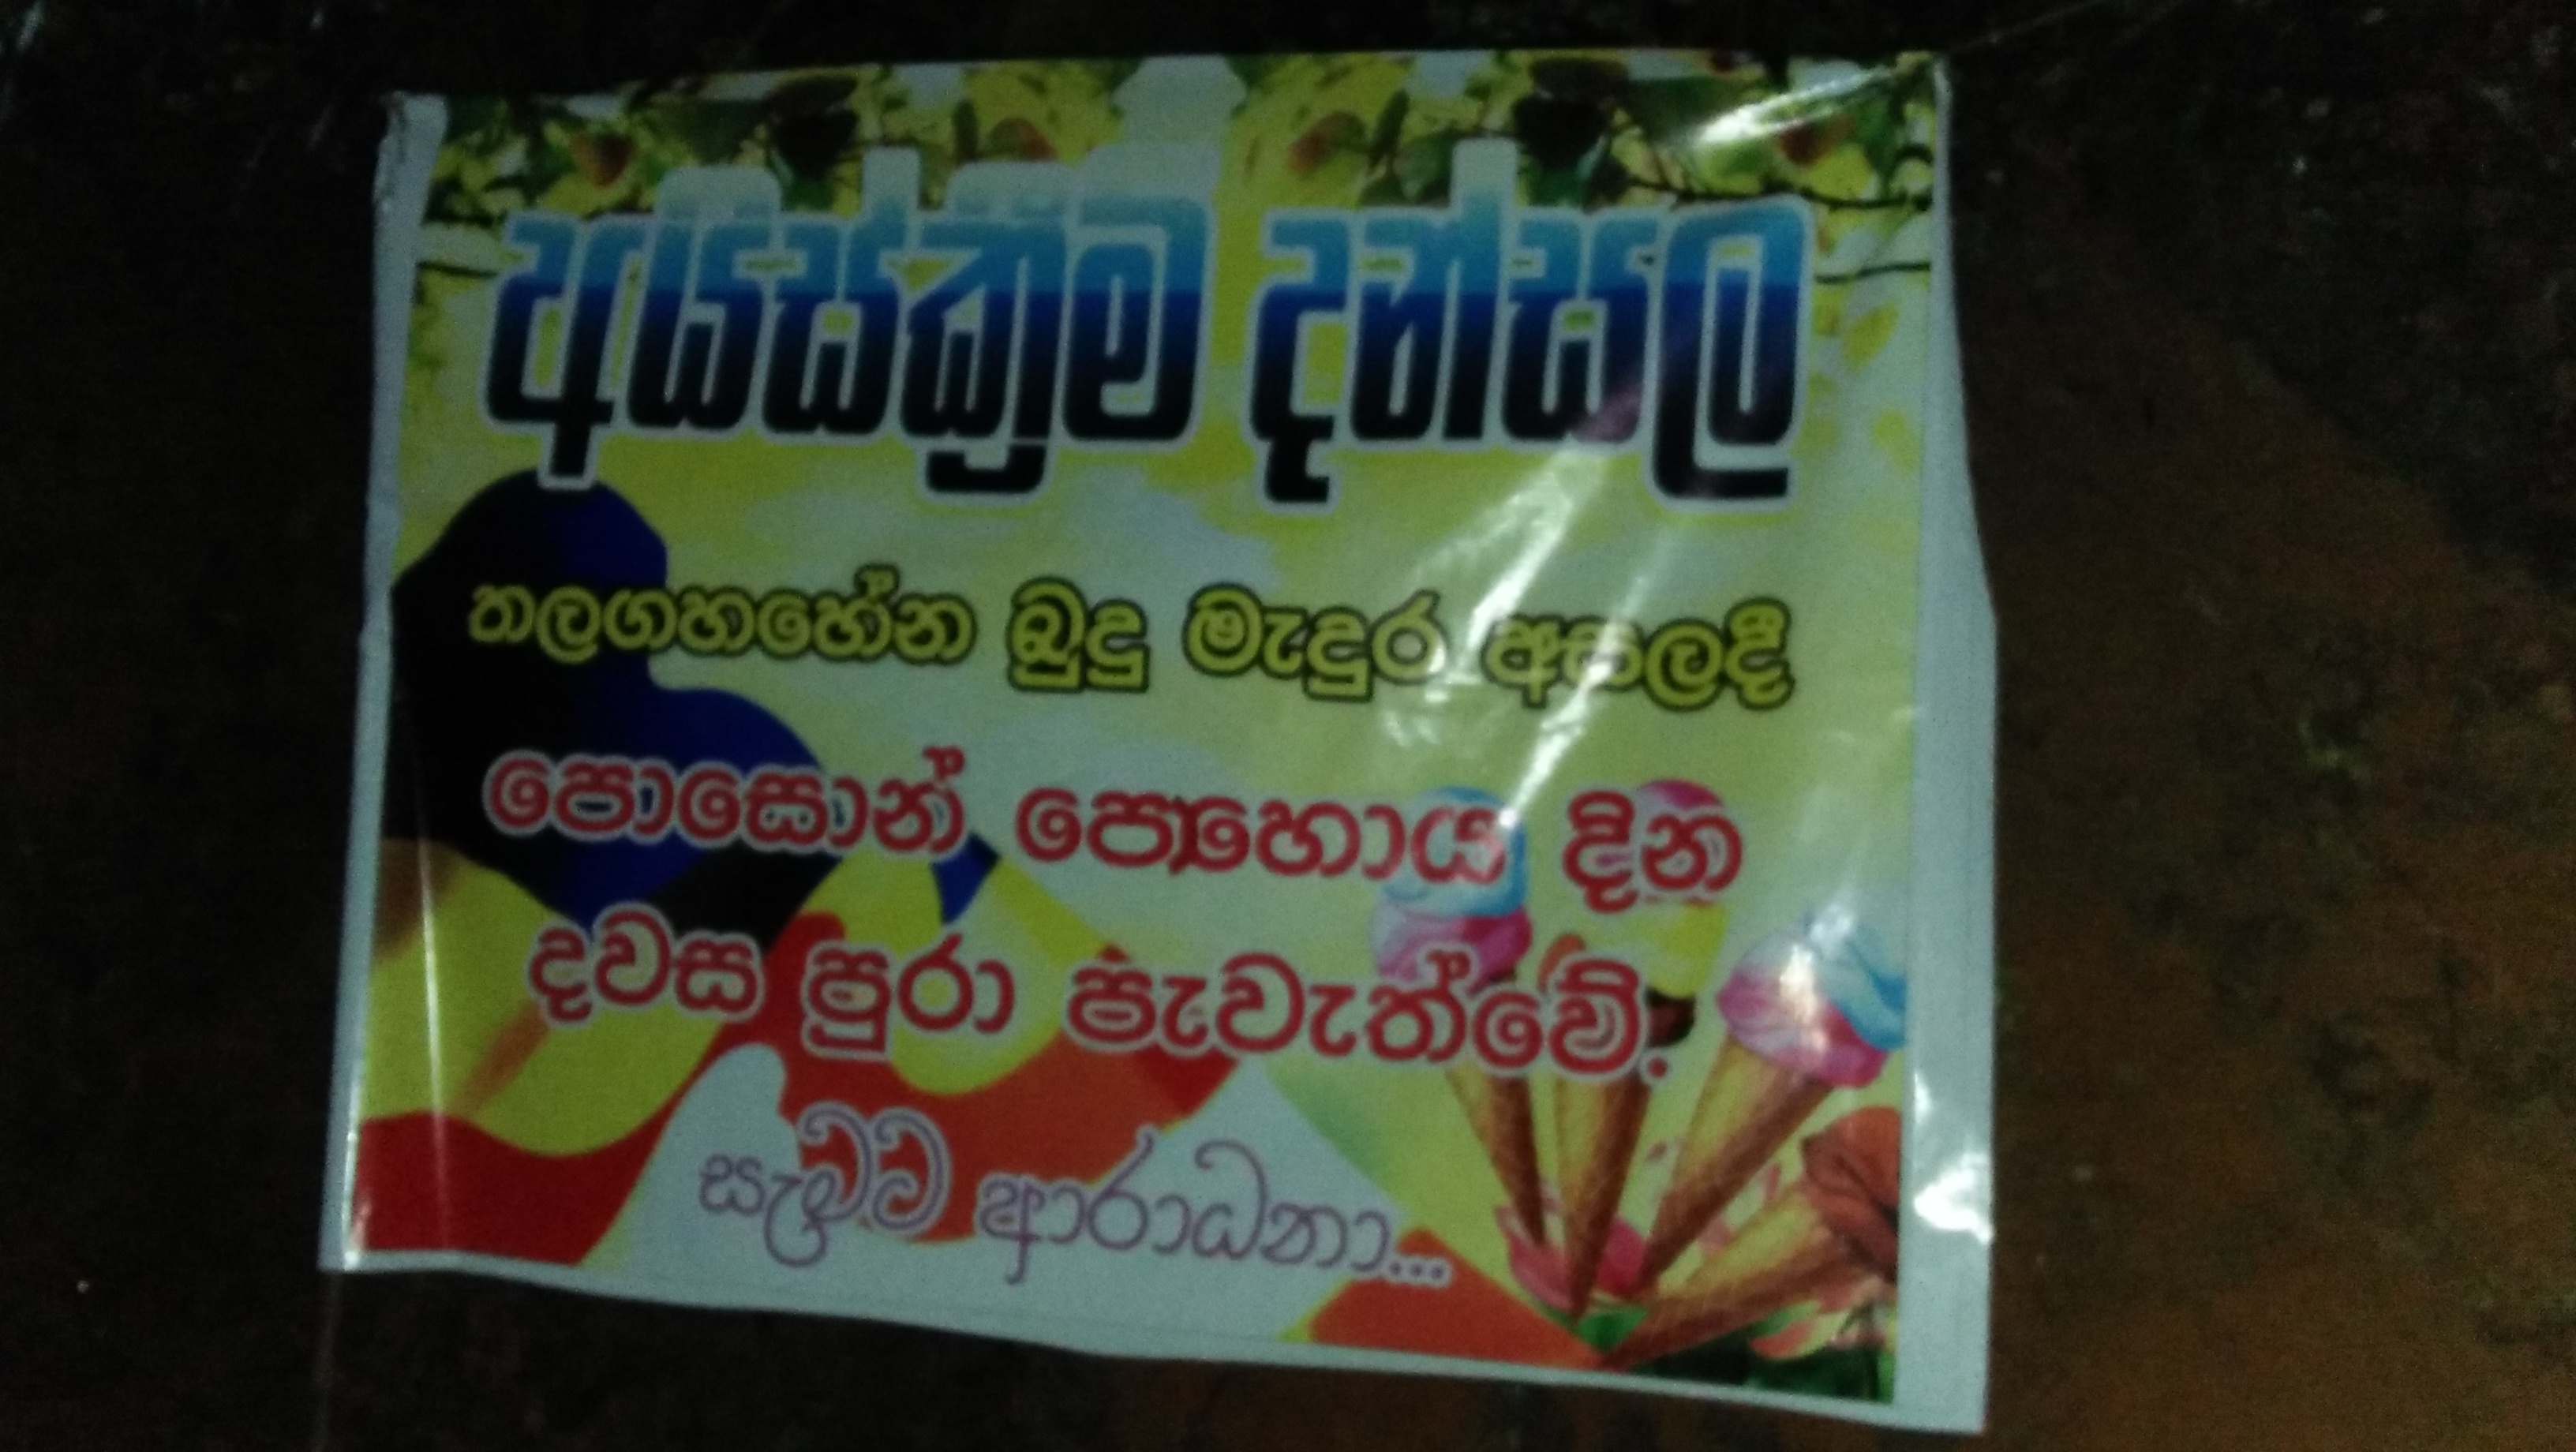 අයිස්ක්‍රීම් දන්සල
තලගහහේන බුදු මැදුර අසලදී
පොසොන් පොහොය දින
දවස පුරා පැවැත්වේ.
සැමට ආරාධනා...